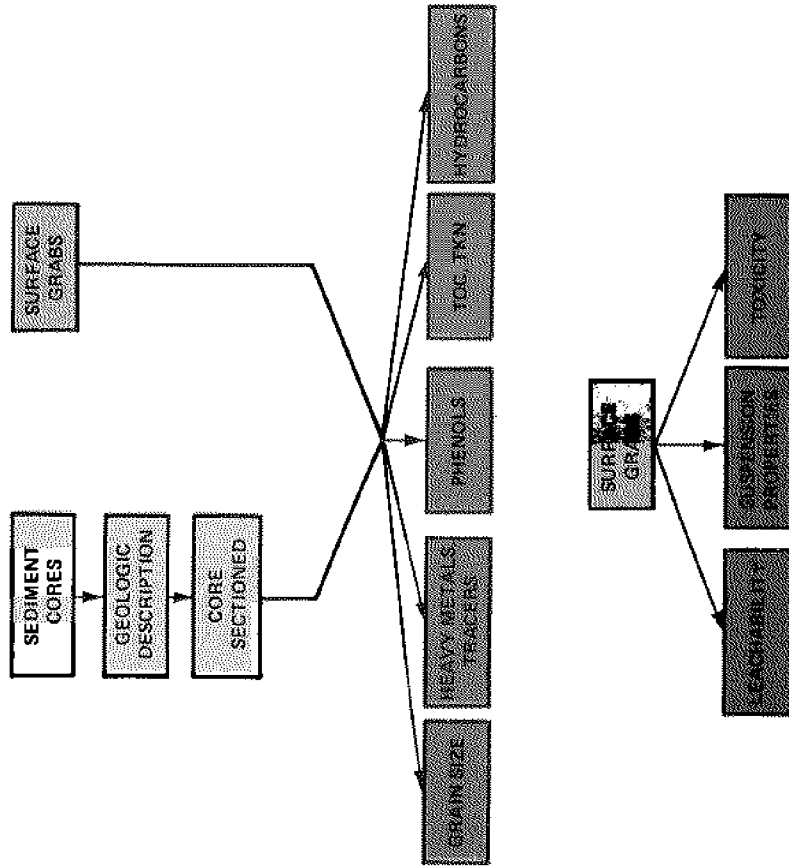 SEDIMENT
CORES
GEOLOGIC
DESCRIPTION
CORE
SECTIONED
SURFACE
GRABS
GRAIN SIZE
HEAVY METALS
TRACERS
PHENOLS
TOC, TKN
HYDROCARBONS
SURFACE
LEACHABILITY
SUSPENSION
PROPERTIES
TOXICITY